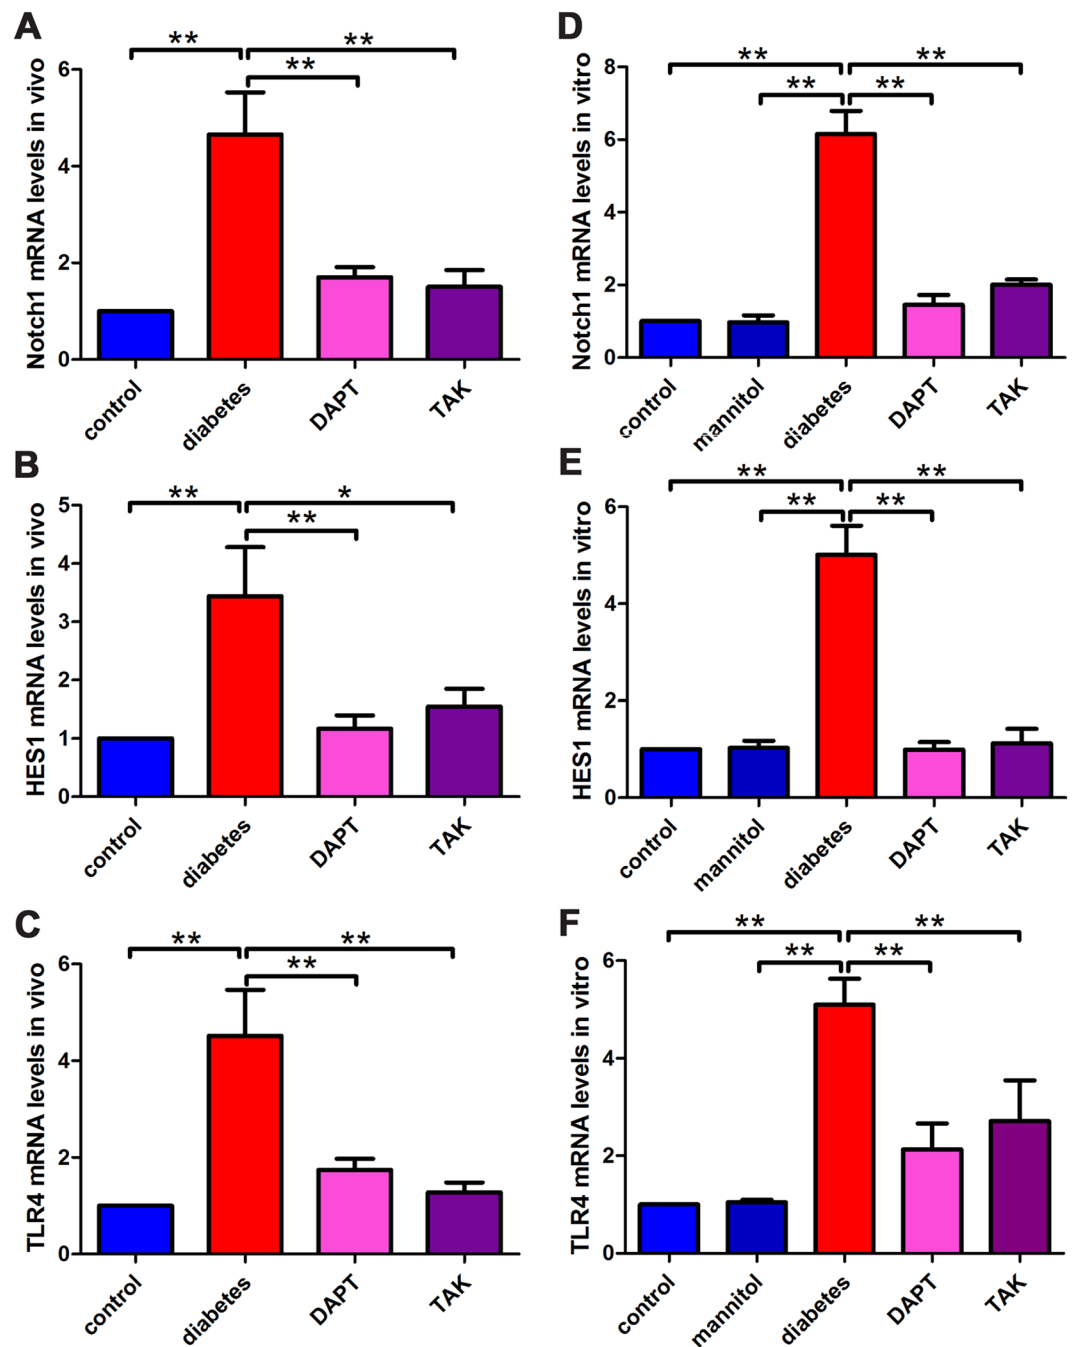 A
Notch1 mRNA levels in vivo
6
4
2
0
**
**
**
control
diabetes
DAPT
TAK
D
Notch1 mRNA levels in vitro
8
6
4
2
0
**
**
**
**
control
mannitol
diabetes
DAPT
TAK
B
HES1 mRNA levels in vivo
5
4
3
2
1
0
**
*
**
control
diabetes
DAPT
TAK
E
HES1 mRNA levels in vitro
6
4
2
0
**
**
**
**
control
mannitol
diabetes
DAPT
TAK
C
TLR4 mRNA levels in vivo
6
4
2
0
**
**
**
control
diabetes
DAPT
TAK
F
TLR4 mRNA levels in vitro
6
4
2
0
**
**
**
**
control
mannitol
diabetes
DAPT
TAK